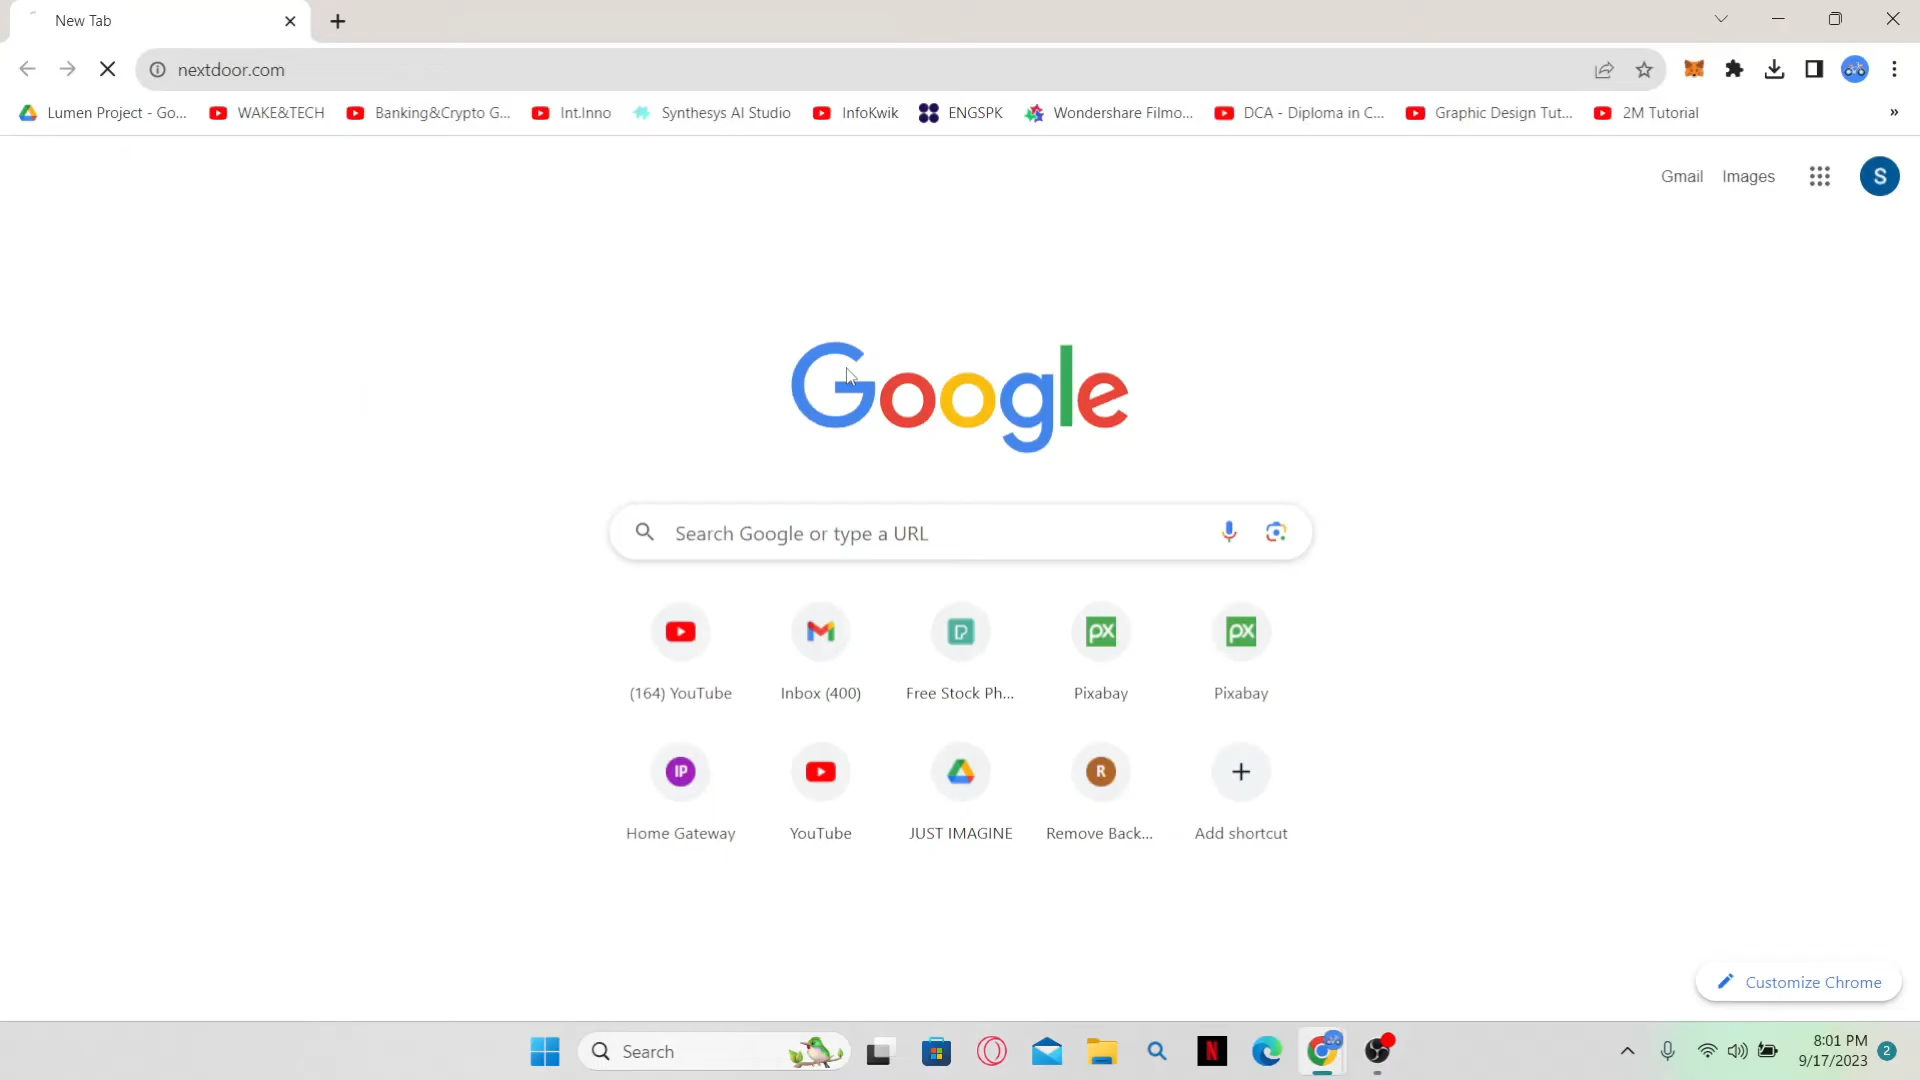 New Tab
nextdoor.com
Lumen Project - Go... WAKE&TECH Banking&Crypto G... Int.Inno Synthesys AI Studio InfoKwik ENGSPK Wondershare Filmo... DCA - Diploma in C... Graphic Design Tut... 2M Tutorial »
Gmail Images S
Google
Search Google or type a URL
px px
(164) YouTube Inbox (400) Free Stock Ph... Pixabay Pixabay
IP R
Home Gateway YouTube JUST IMAGINE Remove Back... Add shortcut
Customize Chrome
Search N 8:01 PM
9/17/2023 2